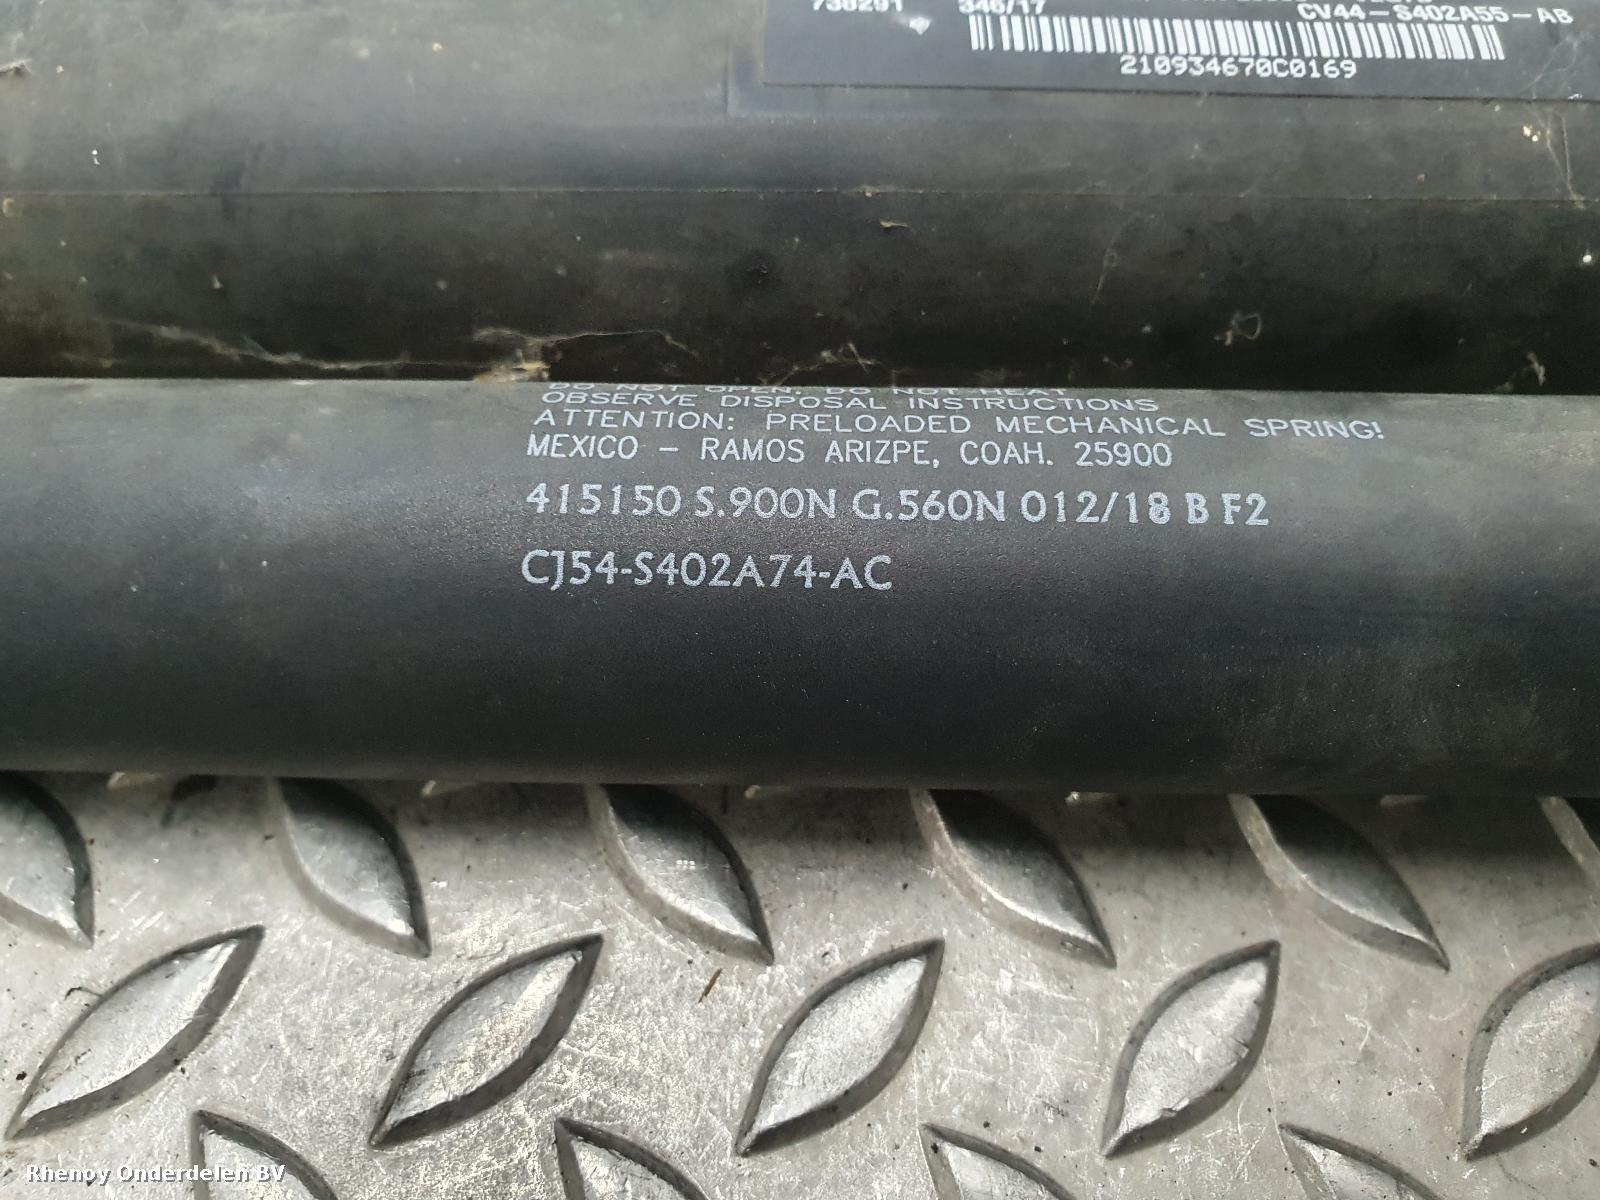 346/17
CV44-S402A55-AB
210934670C0169
DO NOT OPEN. DO NOT HEAT
OBSERVE DISPOSAL INSTRUCTIONS
ATTENTION: PRELOADED MECHANICAL SPRING!
MEXICO - RAMOS ARIZPE, COAH. 25900
415150 S.900N G.560N 012/18 B F2
CJ54-S402A74-AC
Rhenoy Onderdelen BV